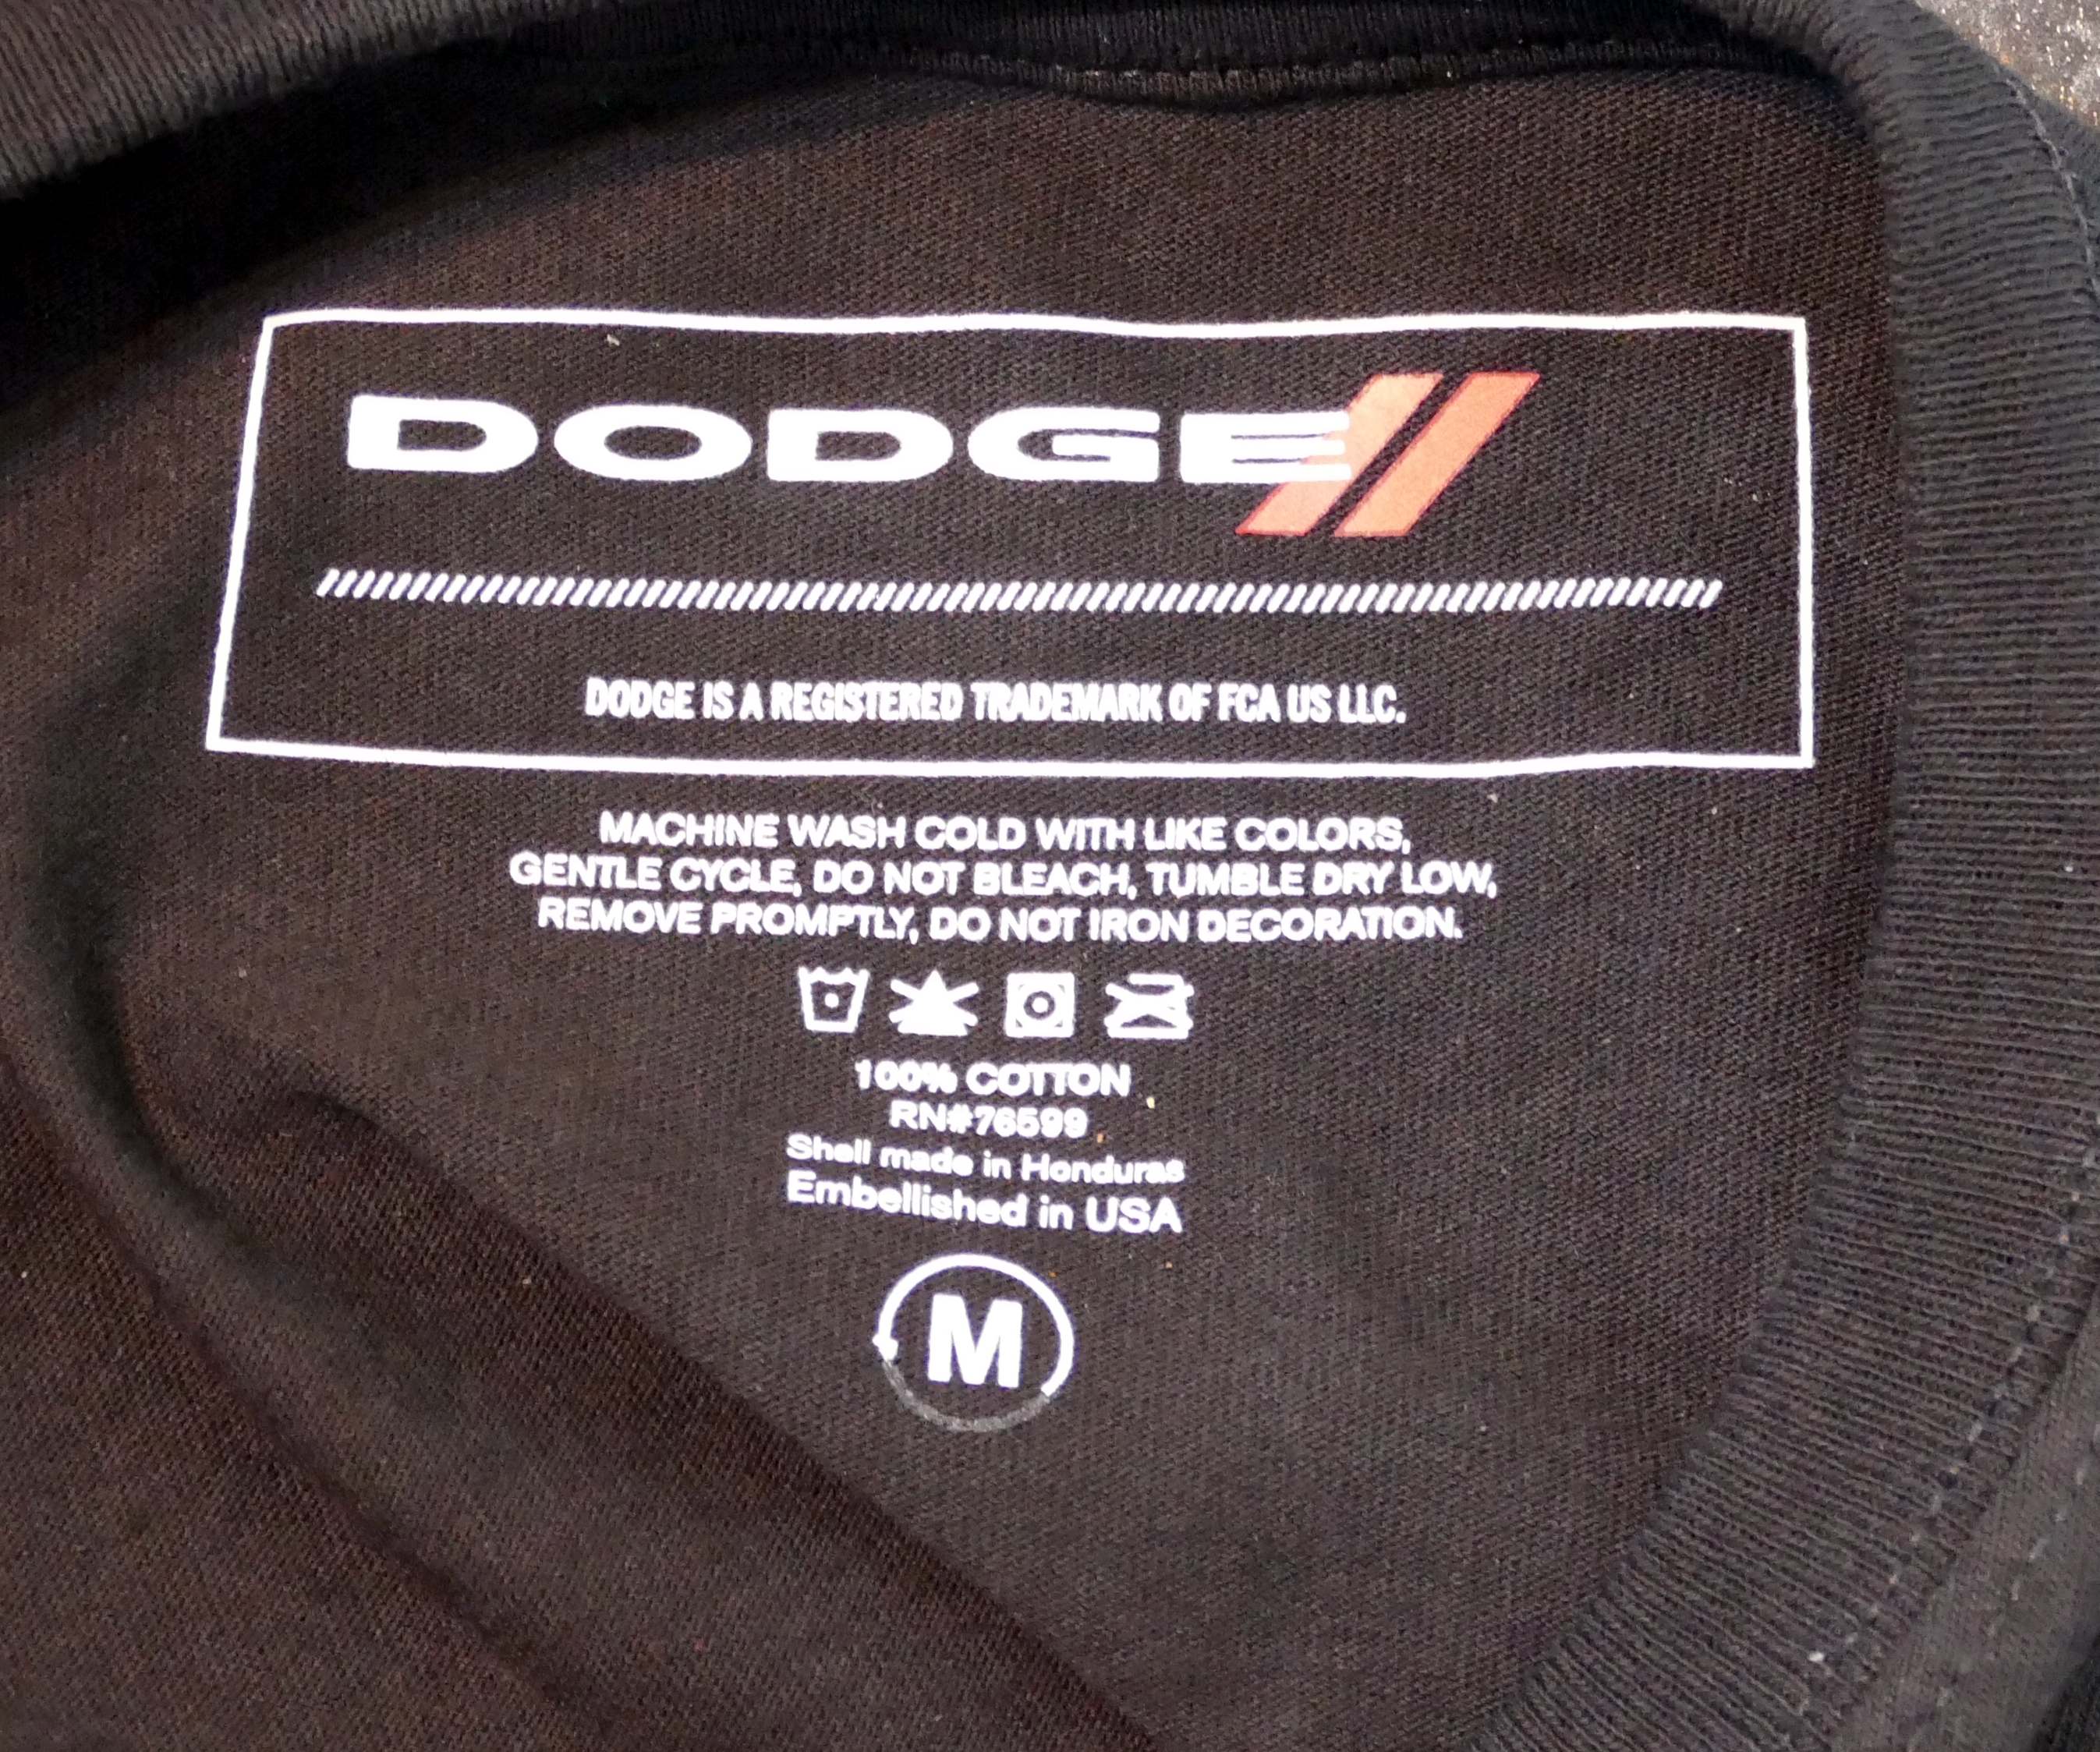 DODGE
DODGE IS A REGISTERED TRADEMARK OF FCA US LLC.
MACHINE WASH COLD WITH LIKE COLORS,
GENTLE CYCLE, DO NOT BLEACH, TUMBLE DRY LOW,
REMOVE PROMPTLY, DO NOT IRON DECORATION.
100% COTTON
RN#76599
Shell made in Honduras
Embellished in USA
M